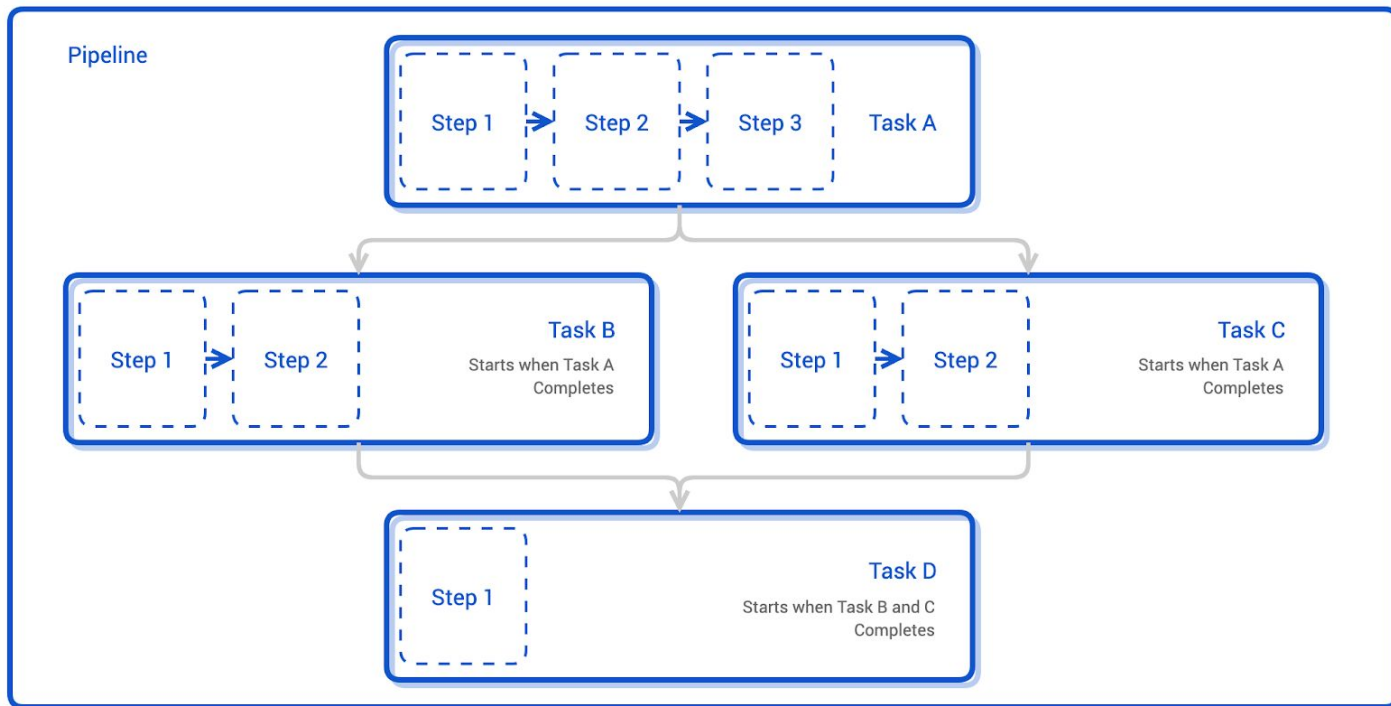 Pipeline
Step 1
Step 2
Step 3
Task A
Step 1
Step 2
Task B
Starts when Task A
Completes
Step 1
Step 2
Task C
Starts when Task A
Completes
Step 1
Task D
Starts when Task B and C
Completes